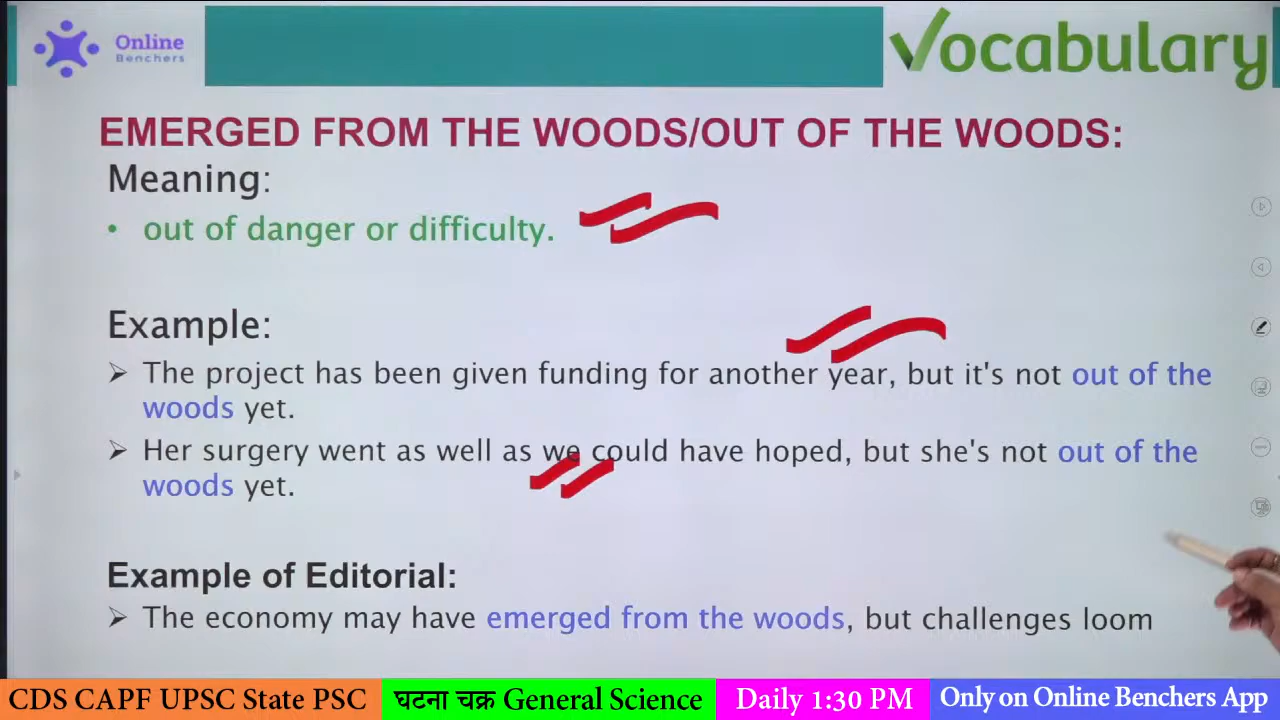 Online
Benchers
Vocabulary
EMERGED FROM THE WOODS/OUT OF THE WOODS:
Meaning:
• out of danger or difficulty.
Example:
➢ The project has been given funding for another year, but it's not out of the
woods yet.
➢ Her surgery went as well as we could have hoped, but she's not out of the
woods yet.
Example of Editorial:
➢ The economy may have emerged from the woods, but challenges loom
CDS CAPF UPSC State PSC
घटना चक्र General Science
Daily 1:30 PM
Only on Online Benchers App